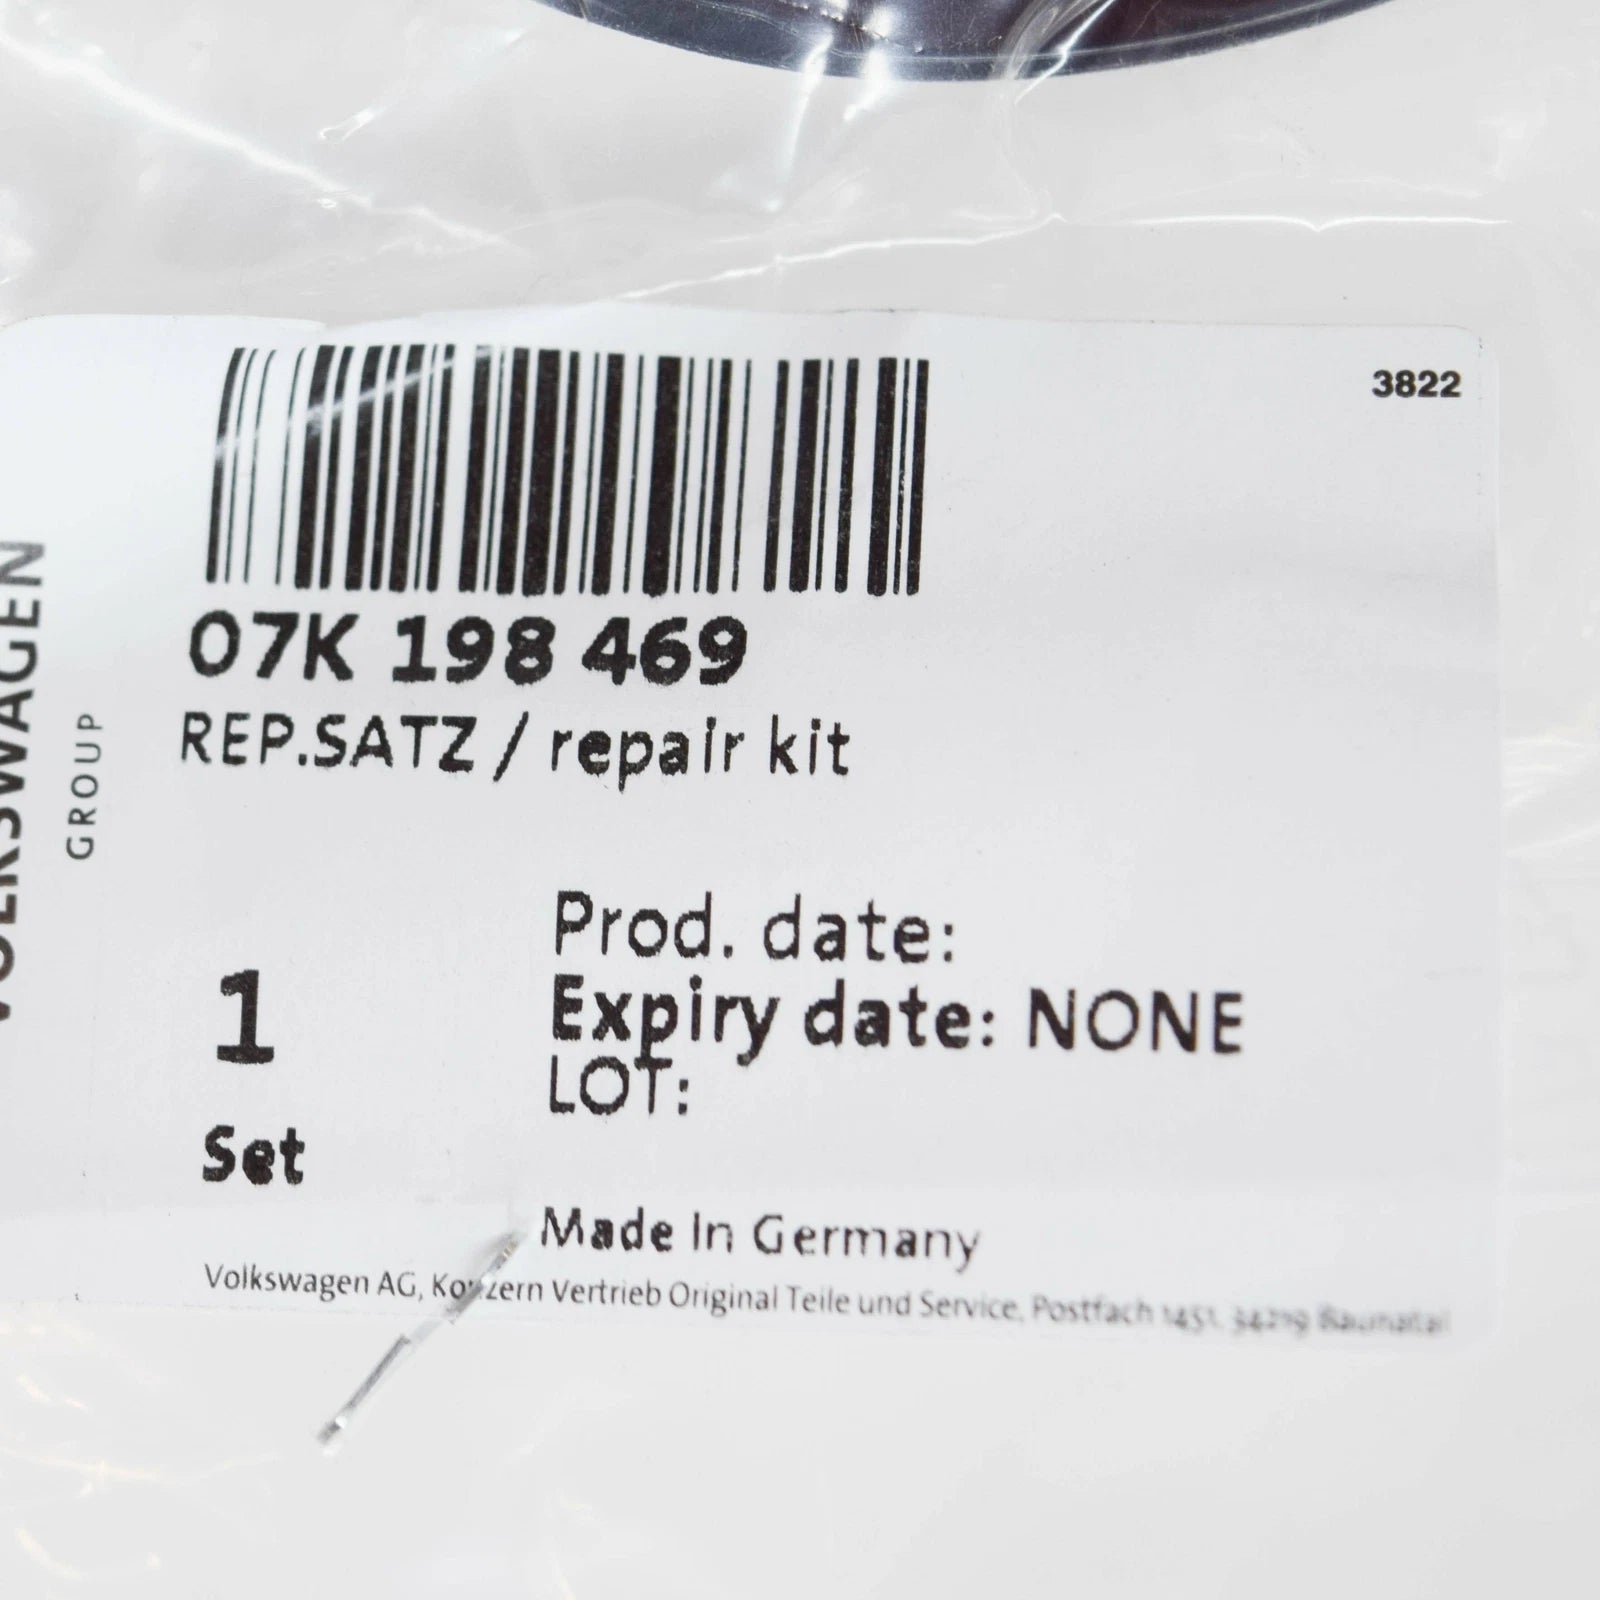 3822
07K 198 469
REP.SATZ / repair kit
VOLKSWAGEN
GROUP
Prod. date:
1
Expiry date: NONE
LOT:
Set
Made in Germany
Volkswagen AG, Konzern Vertrieb Original Teile und Service, Postfach 1451, 34219 Baunatal